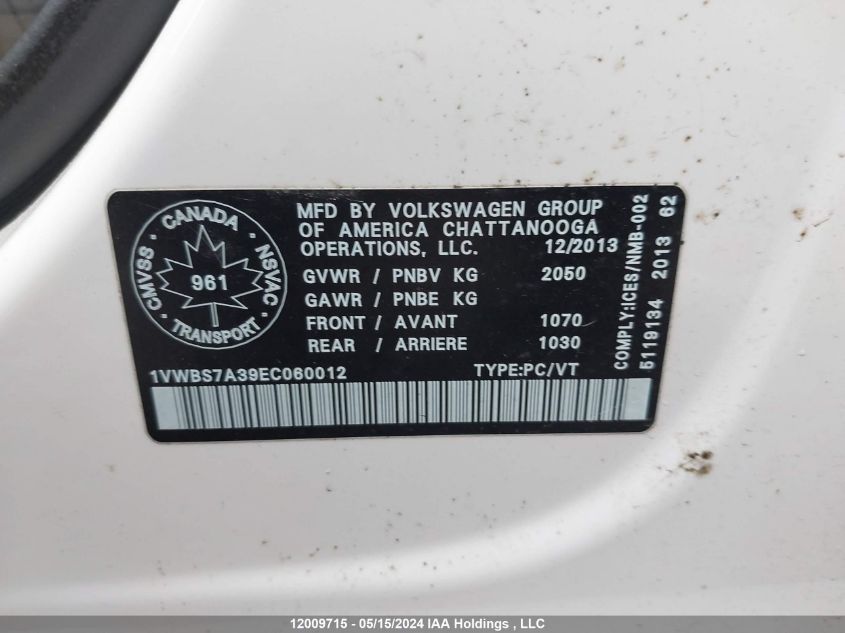 CANADA
CMVSS
NSVAC
961
TRANSPORT
MFD BY VOLKSWAGEN GROUP
OF AMERICA CHATTANOOGA
OPERATIONS, LLC. 12/2013
GVWR / PNBV KG 2050
GAWR / PNBE KG
FRONT / AVANT 1070
REAR / ARRIERE 1030
1VWBS7A39EC060012 TYPE:PC/VT
COMPLY:ICES/NMB-002
5119134 2013 62
12009715 - 05/15/2024 IAA Holdings , LLC